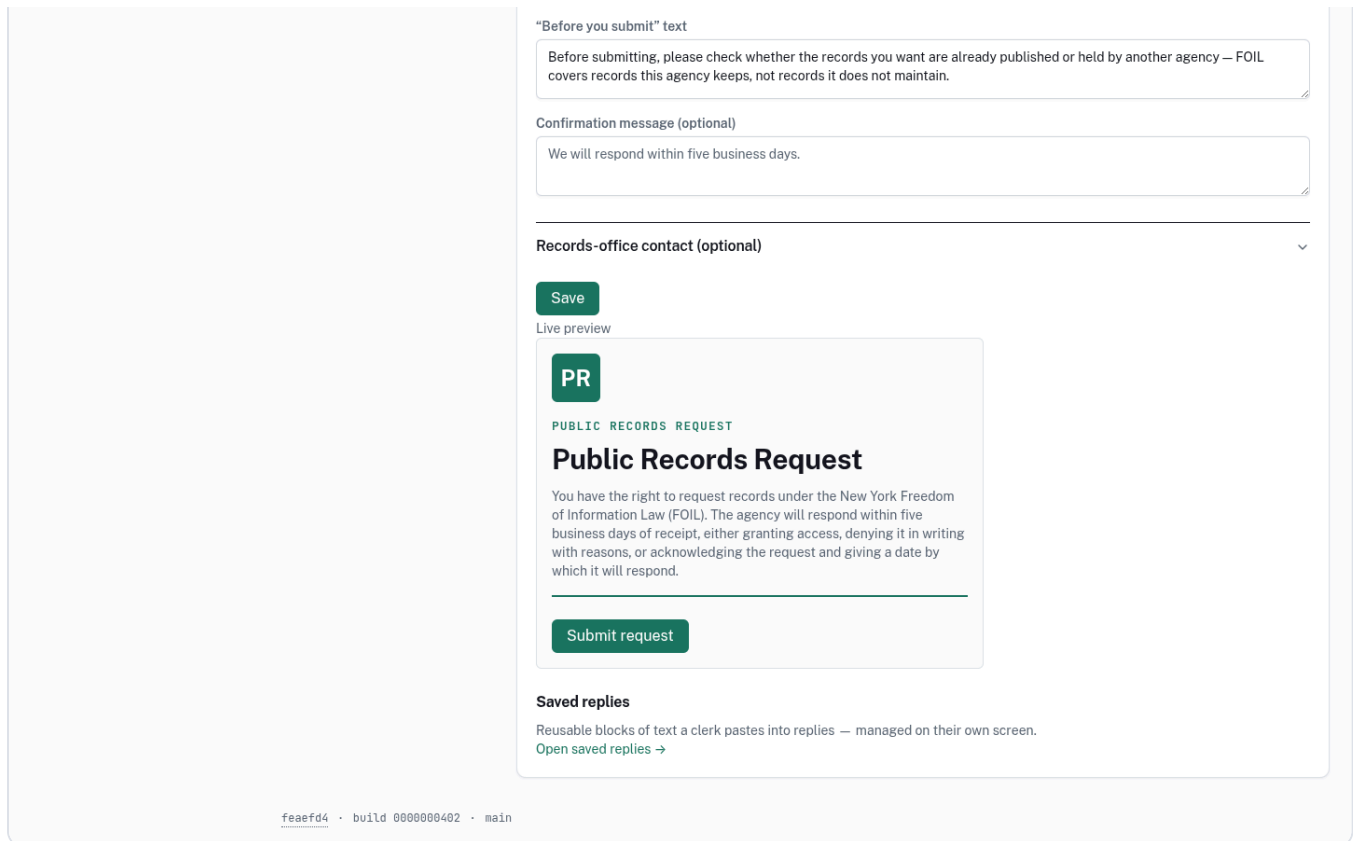 “Before you submit” text
Before submitting, please check whether the records you want are already published or held by another agency — FOIL
covers records this agency keeps, not records it does not maintain.
Confirmation message (optional)
We will respond within five business days.
Records-office contact (optional)
Save
Live preview
PR
PUBLIC RECORDS REQUEST
Public Records Request
You have the right to request records under the New York Freedom
of Information Law (FOIL). The agency will respond within five
business days of receipt, either granting access, denying it in writing
with reasons, or acknowledging the request and giving a date by
which it will respond.
Submit request
Saved replies
Reusable blocks of text a clerk pastes into replies — managed on their own screen.
Open saved replies →
feaefd4 · build 0000000402 · main